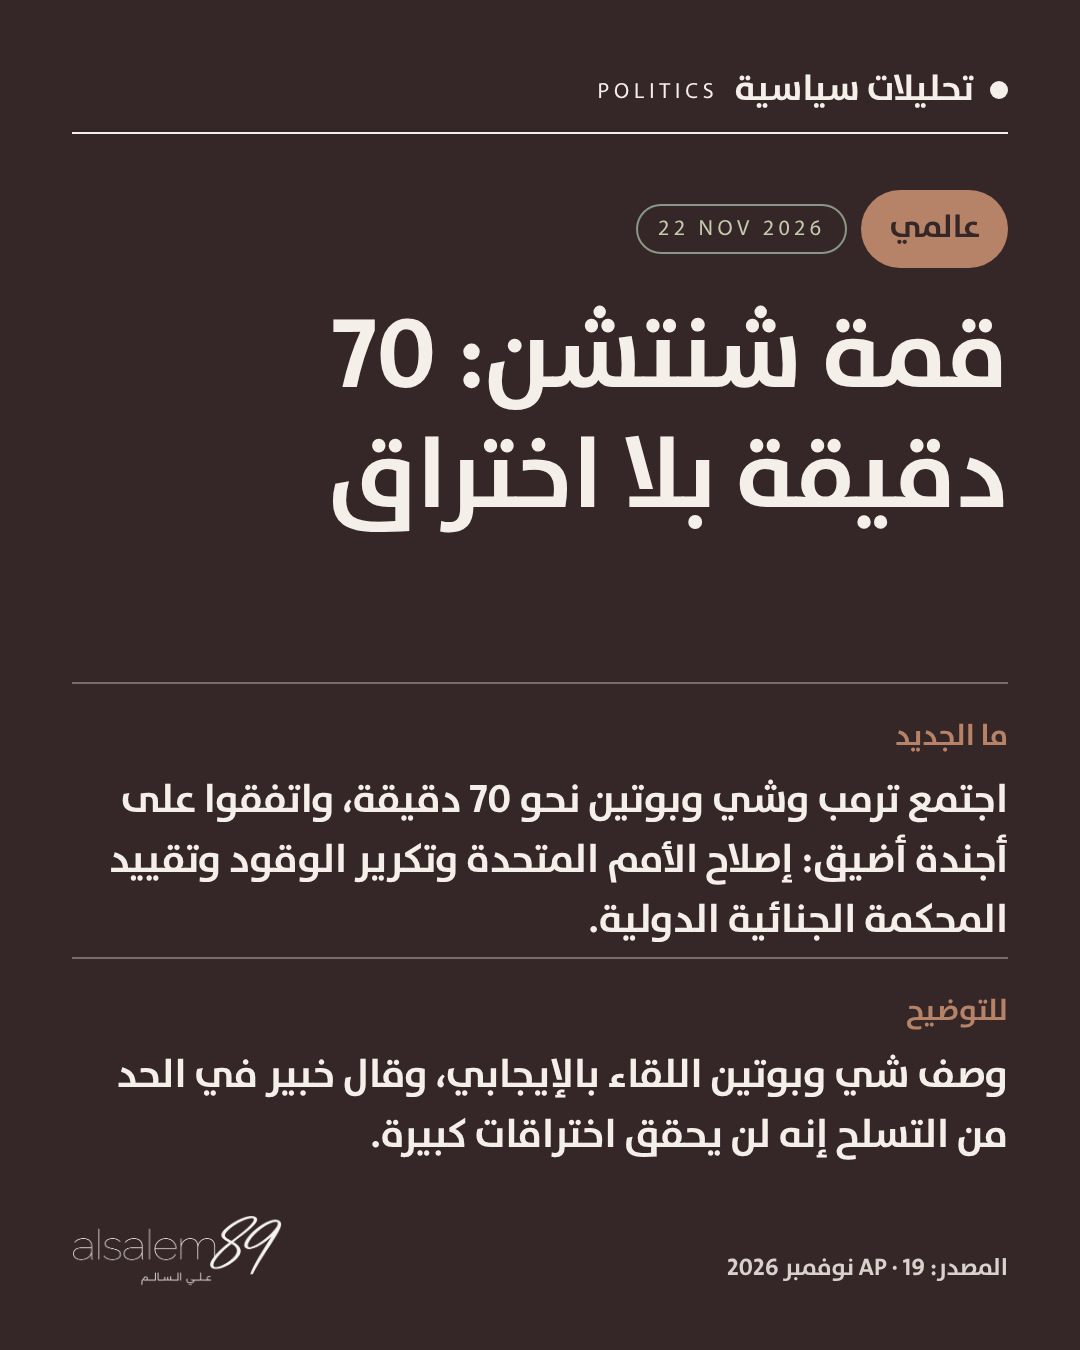 تحليلات سياسية POLITICS
عالمي 22 NOV 2026
قمة شنتشن: 70
دقيقة بلا اختراق
ما الجديد
اجتمع ترمب وشي وبوتين نحو 70 دقيقة، واتفقوا على
أجندة أضيق: إصلاح الأمم المتحدة وتكرير الوقود وتقييد
المحكمة الجنائية الدولية.
للتوضيح
وصف شي وبوتين اللقاء بالإيجابي، وقال خبير في الحد
من التسلح إنه لن يحقق اختراقات كبيرة.
المصدر: AP · 19 نوفمبر 2026
alsalem89
علي السالم